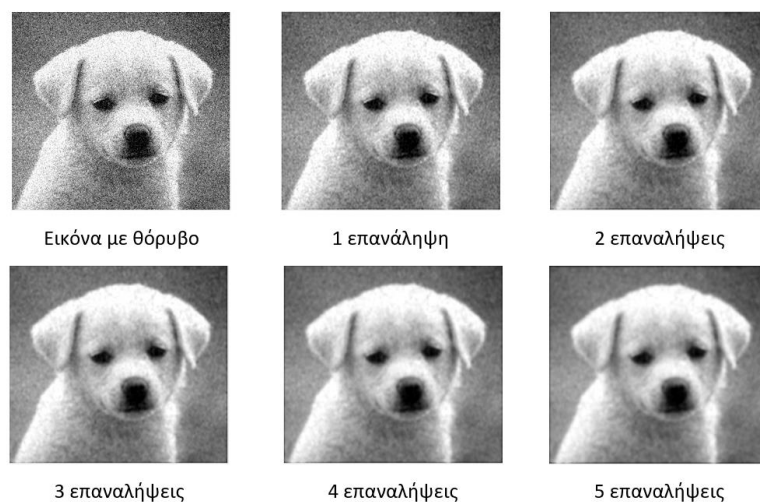 Εικόνα με θόρυβο
1 επανάληψη
2 επαναλήψεις
3 επαναλήψεις
4 επαναλήψεις
5 επαναλήψεις